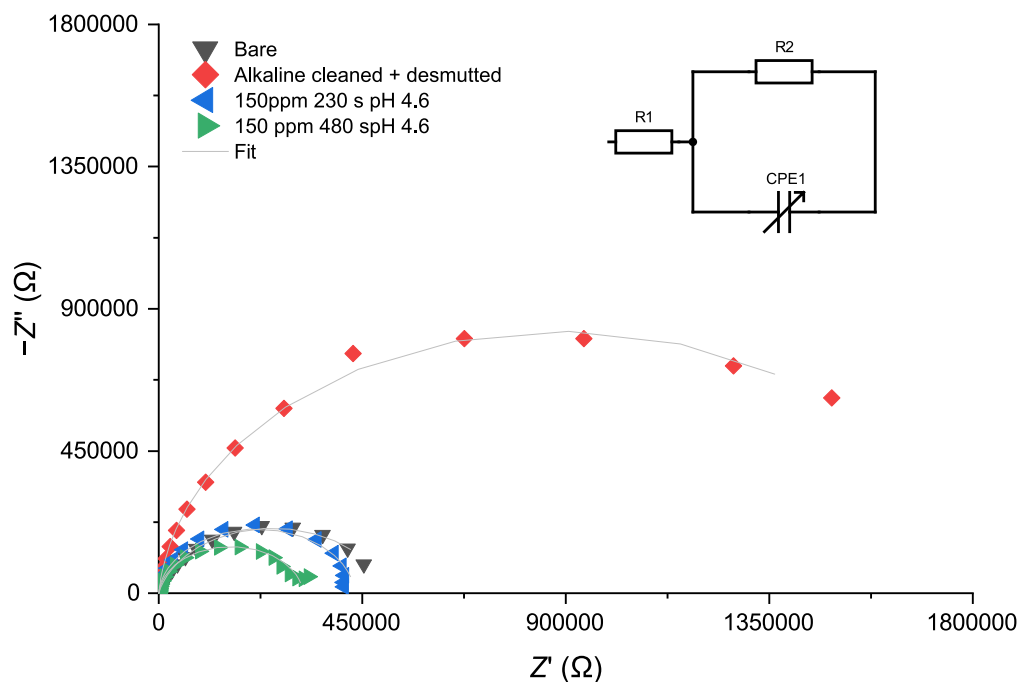 1800000
1350000
900000
450000
0
−Z" (Ω)
Bare
Alkaline cleaned + desmutted
150ppm 230 s pH 4.6
150 ppm 480 spH 4.6
Fit
R2
R1
CPE1
0
450000
900000
1350000
1800000
Z' (Ω)